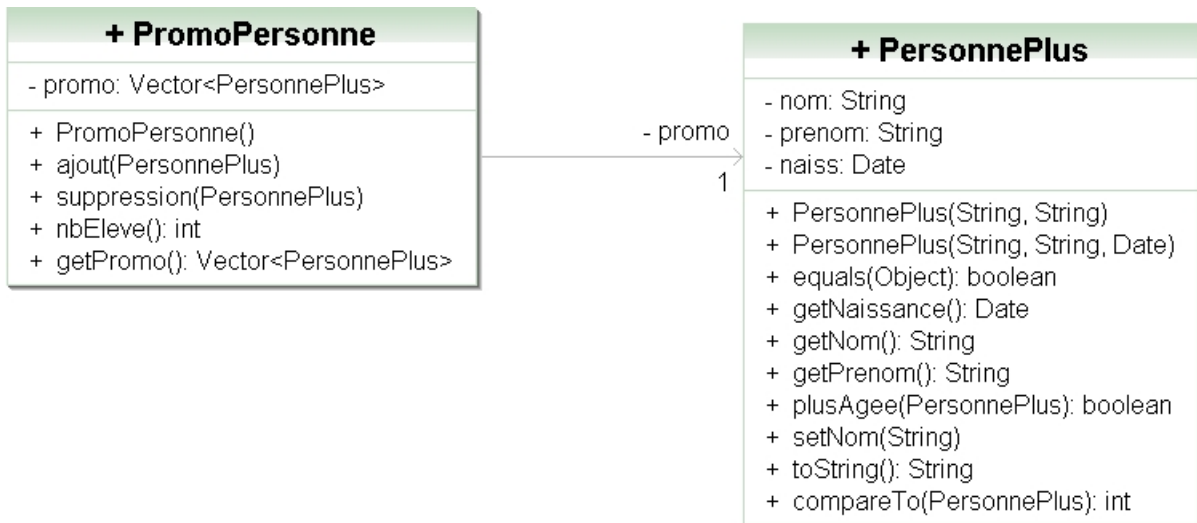 + PromoPersonne
- promo: Vector<PersonnePlus>
+ PromoPersonne()
+ ajout(PersonnePlus)
+ suppression(PersonnePlus)
+ nbEleve(): int
+ getPromo(): Vector<PersonnePlus>
- promo
1
+ PersonnePlus
- nom: String
- prenom: String
- naiss: Date
+ PersonnePlus(String, String)
+ PersonnePlus(String, String, Date)
+ equals(Object): boolean
+ getNaissance(): Date
+ getNom(): String
+ getPrenom(): String
+ plusAgee(PersonnePlus): boolean
+ setNom(String)
+ toString(): String
+ compareTo(PersonnePlus): int